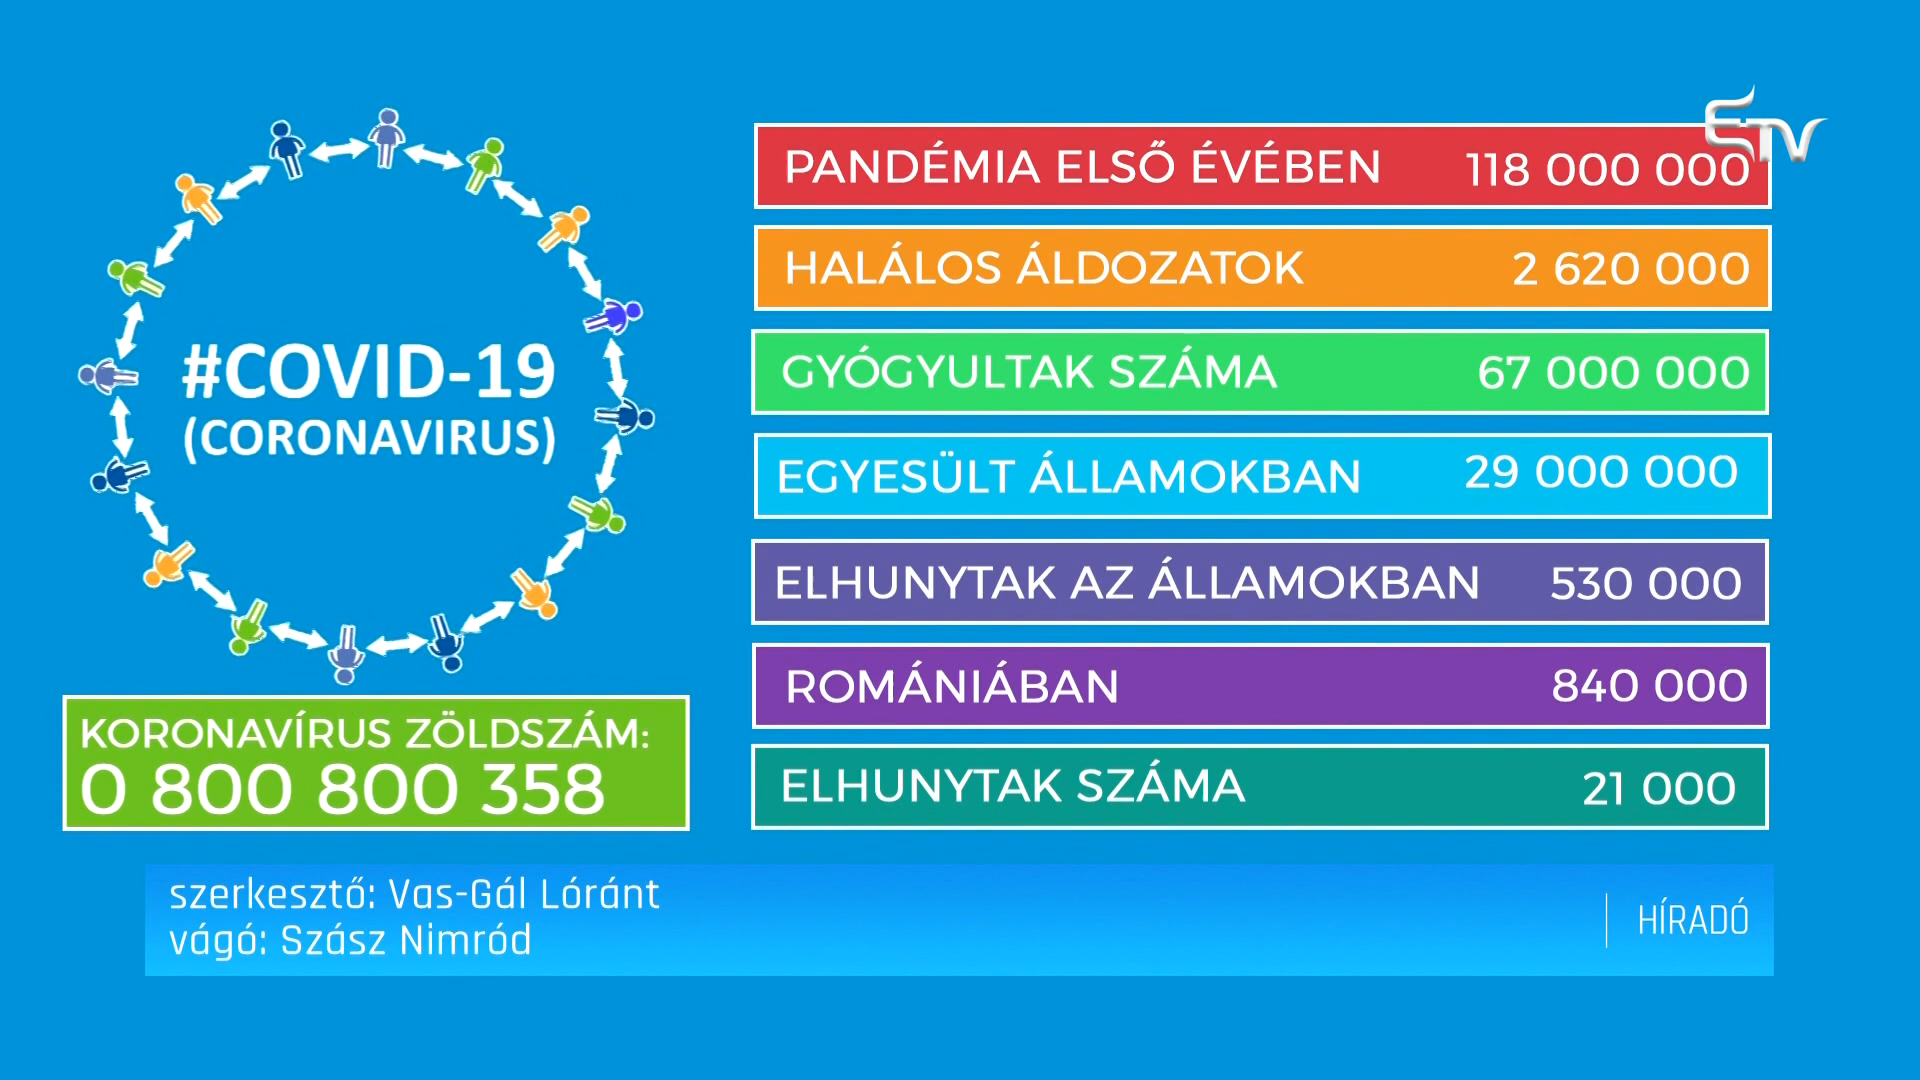 #COVID-19
(CORONAVIRUS)
KORONAVÍRUS ZÖLDSZÁM:
0 800 800 358
ETV
PANDÉMIA ELSŐ ÉVÉBEN 118 000 000
HALÁLOS ÁLDOZATOK 2 620 000
GYÓGYULTAK SZÁMA 67 000 000
EGYESÜLT ÁLLAMOKBAN 29 000 000
ELHUNYTAK AZ ÁLLAMOKBAN 530 000
ROMÁNIÁBAN 840 000
ELHUNYTAK SZÁMA 21 000
szerkesztő: Vas-Gál Lóránt
vágó: Szász Nimród
HÍRADÓ